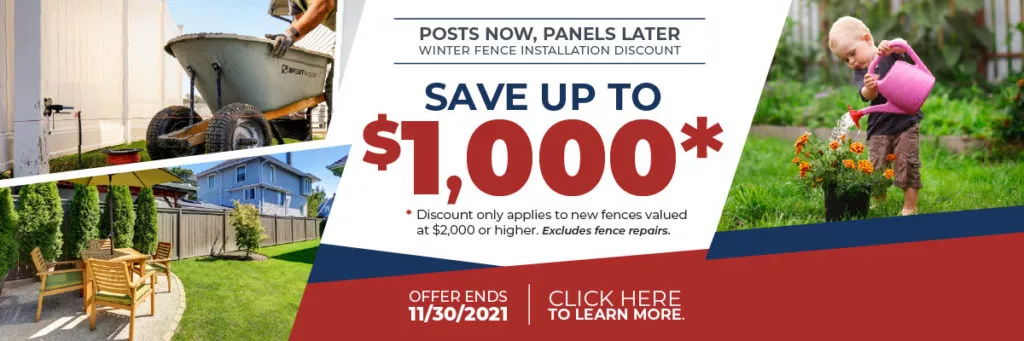 POSTS NOW, PANELS LATER
WINTER FENCE INSTALLATION DISCOUNT
SAVE UP TO
$1,000*
* Discount only applies to new fences valued
at $2,000 or higher. Excludes fence repairs.
OFFER ENDS
11/30/2021
CLICK HERE
TO LEARN MORE.